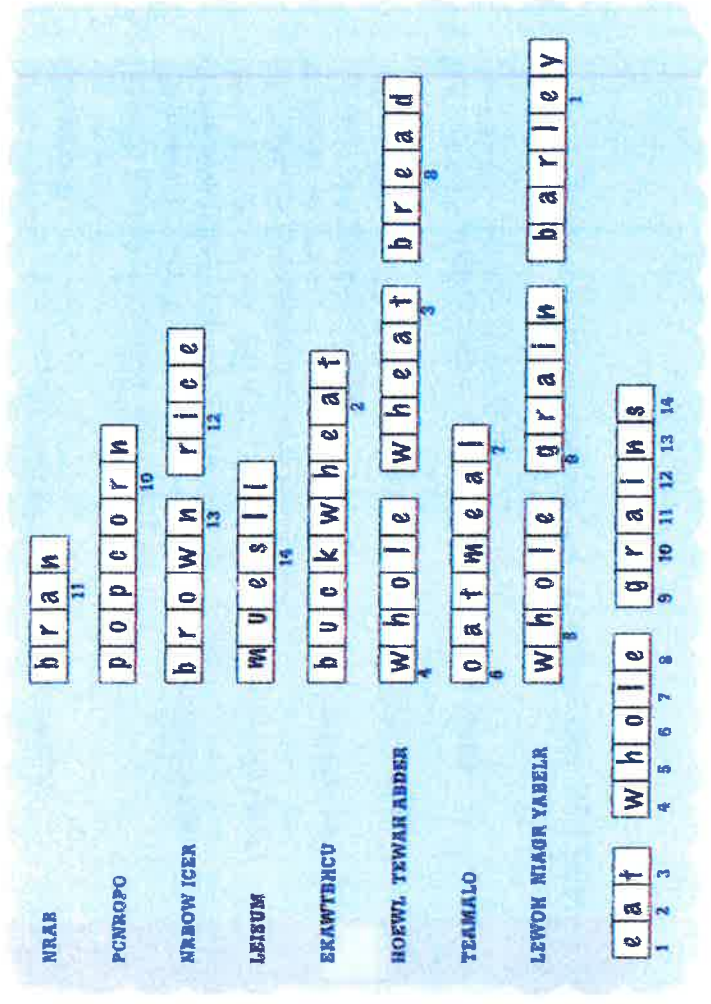 NRAB bran
11
PCNROPO popcorn
10
NRBOW ICER brown rice
13 12
LEISUM muesli
14
EKAWTBHCU buckwheat
2
HOEWL TEWAH ABDER whole wheat bread
4 3 8
TEAMALO oatmeal
6 7
LEWOH NIAGR YABELR whole grain barley
5 9 1
eat whole grains
1 2 3 4 5 6 7 8 9 10 11 12 13 14